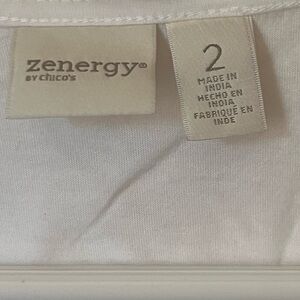 zenergy®
BY chico's
2
MADE IN
INDIA
HECHO EN
INDIA
FABRIQUÉ EN
INDE